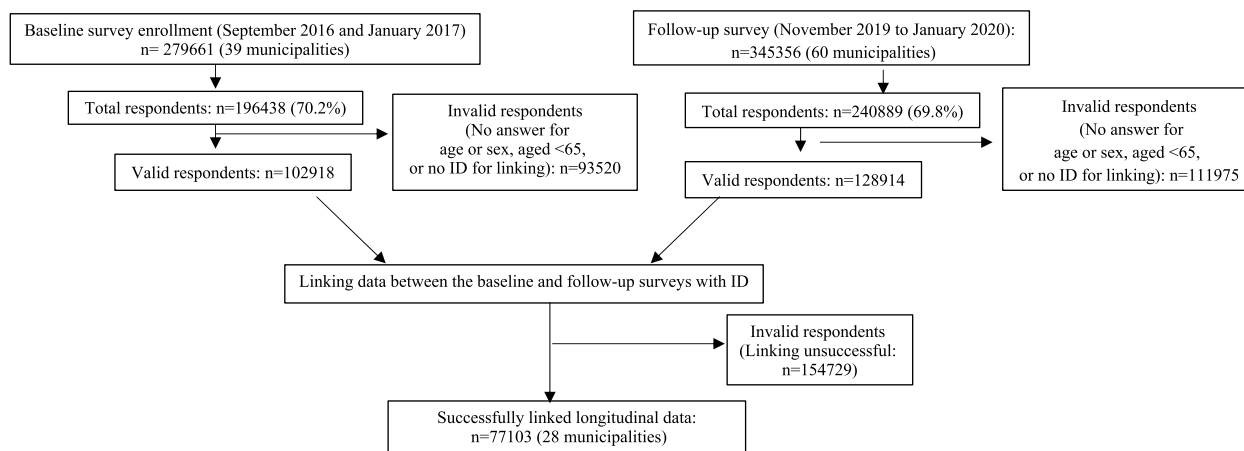 Baseline survey enrollment (September 2016 and January 2017)
n= 279661 (39 municipalities)
Total respondents: n=196438 (70.2%)
Invalid respondents
(No answer for
age or sex, aged <65,
or no ID for linking): n=93520
Valid respondents: n=102918
Follow-up survey (November 2019 to January 2020):
n=345356 (60 municipalities)
Total respondents: n=240889 (69.8%)
Invalid respondents
(No answer for
age or sex, aged <65,
or no ID for linking): n=111975
Valid respondents: n=128914
Linking data between the baseline and follow-up surveys with ID
Invalid respondents
(Linking unsuccessful:
n=154729)
Successfully linked longitudinal data:
n=77103 (28 municipalities)